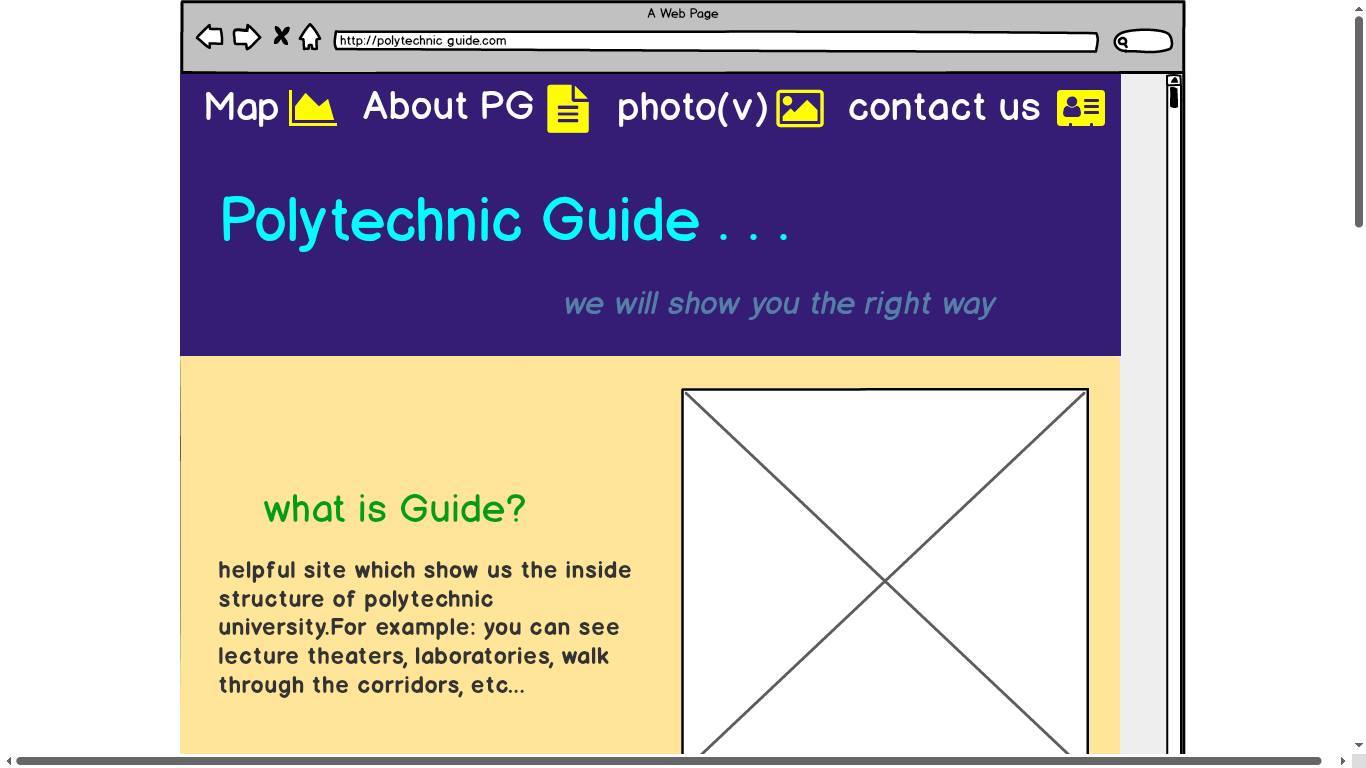 A Web Page
http://polytechnic guide.com
Map About PG photo(v) contact us
Polytechnic Guide . . .
we will show you the right way
what is Guide?
helpful site which show us the inside
structure of polytechnic
university.For example: you can see
lecture theaters, laboratories, walk
through the corridors, etc...